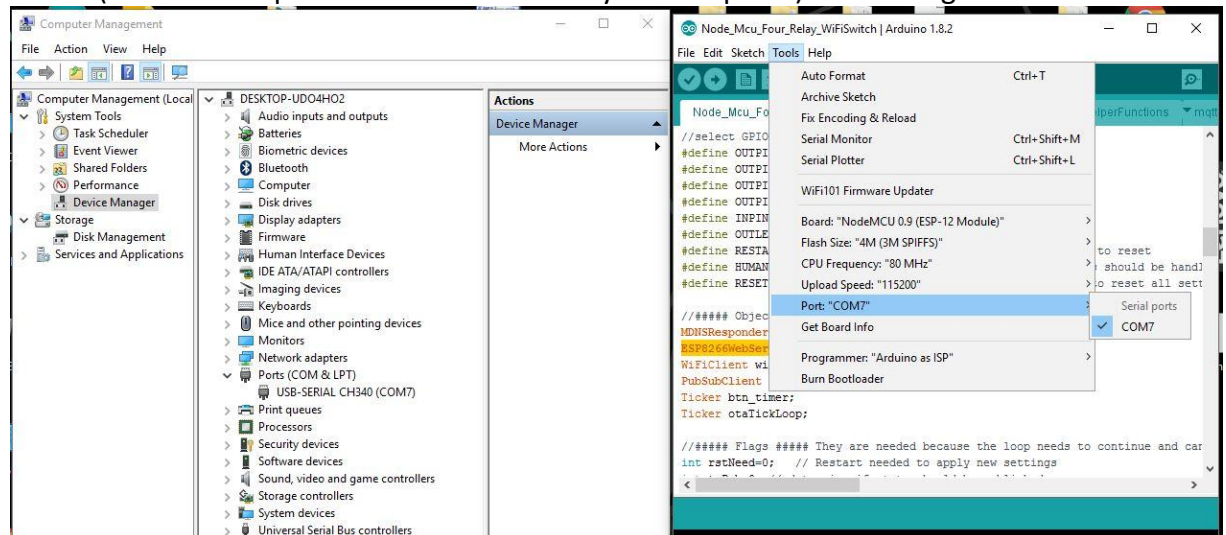 Computer Management
File Action View Help
Computer Management (Local
System Tools
Task Scheduler
Event Viewer
Shared Folders
Performance
Device Manager
Storage
Disk Management
Services and Applications
DESKTOP-UDO4HO2
Audio inputs and outputs
Batteries
Biometric devices
Bluetooth
Computer
Disk drives
Display adapters
Firmware
Human Interface Devices
IDE ATA/ATAPI controllers
Imaging devices
Keyboards
Mice and other pointing devices
Monitors
Network adapters
Ports (COM & LPT)
USB-SERIAL CH340 (COM7)
Print queues
Processors
Security devices
Software devices
Sound, video and game controllers
Storage controllers
System devices
Universal Serial Bus controllers
Actions
Device Manager
More Actions
Node_Mcu_Four_Relay_WiFiSwitch | Arduino 1.8.2
File Edit Sketch Tools Help
Node_Mcu_Fo
elperFunctions
mqtt
Auto Format Ctrl+T
Archive Sketch
Fix Encoding & Reload
Serial Monitor Ctrl+Shift+M
Serial Plotter Ctrl+Shift+L
WiFi101 Firmware Updater
Board: "NodeMCU 0.9 (ESP-12 Module)"
Flash Size: "4M (3M SPIFFS)"
CPU Frequency: "80 MHz"
Upload Speed: "115200"
Port: "COM7"
Get Board Info
Programmer: "Arduino as ISP"
Burn Bootloader
Serial ports
COM7
//select GPIO
#define OUTPI
#define OUTPI
#define OUTPI
#define OUTPI
#define INPIN
#define OUTLE
#define RESTA to reset
#define HUMAN should be handl
#define RESET to reset all sett
//##### Objec
MDNSResponder
ESP8266WebSer
WiFiClient wi
PubSubClient
Ticker btn_timer;
Ticker otaTickLoop;
//##### Flags ##### They are needed because the loop needs to continue and car
int rstNeed=0; // Restart needed to apply new settings